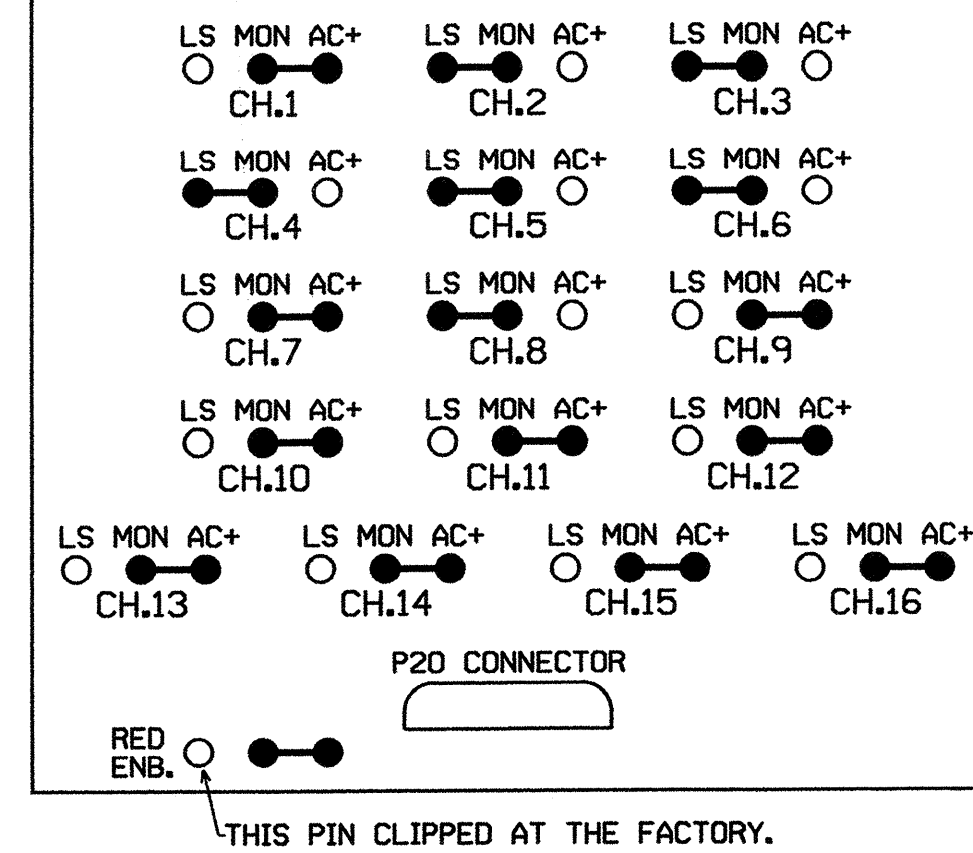 LS MON AC+ LS MON AC+ LS MON AC+
CH.1 CH.2 CH.3
LS MON AC+ LS MON AC+ LS MON AC+
CH.4 CH.5 CH.6
LS MON AC+ LS MON AC+ LS MON AC+
CH.7 CH.8 CH.9
LS MON AC+ LS MON AC+ LS MON AC+
CH.10 CH.11 CH.12
LS MON AC+ LS MON AC+ LS MON AC+ LS MON AC+
CH.13 CH.14 CH.15 CH.16
P20 CONNECTOR
RED
ENB.
THIS PIN CLIPPED AT THE FACTORY.